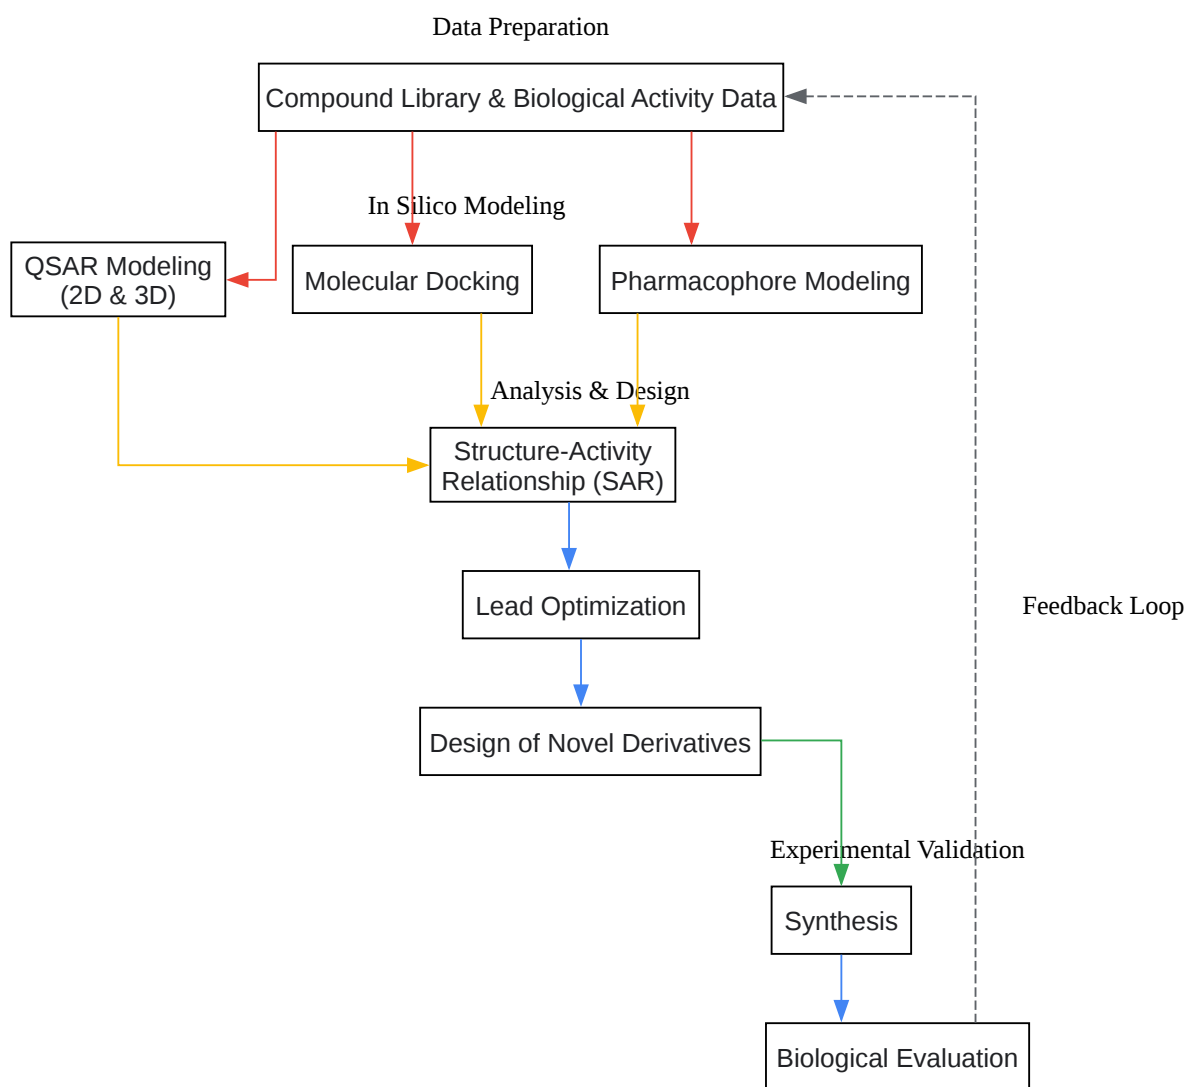 Data Preparation
Compound Library & Biological Activity Data
In Silico Modeling
QSAR Modeling
(2D & 3D)
Molecular Docking
Pharmacophore Modeling
Analysis & Design
Structure-Activity
Relationship (SAR)
Lead Optimization
Feedback Loop
Design of Novel Derivatives
Experimental Validation
Synthesis
Biological Evaluation